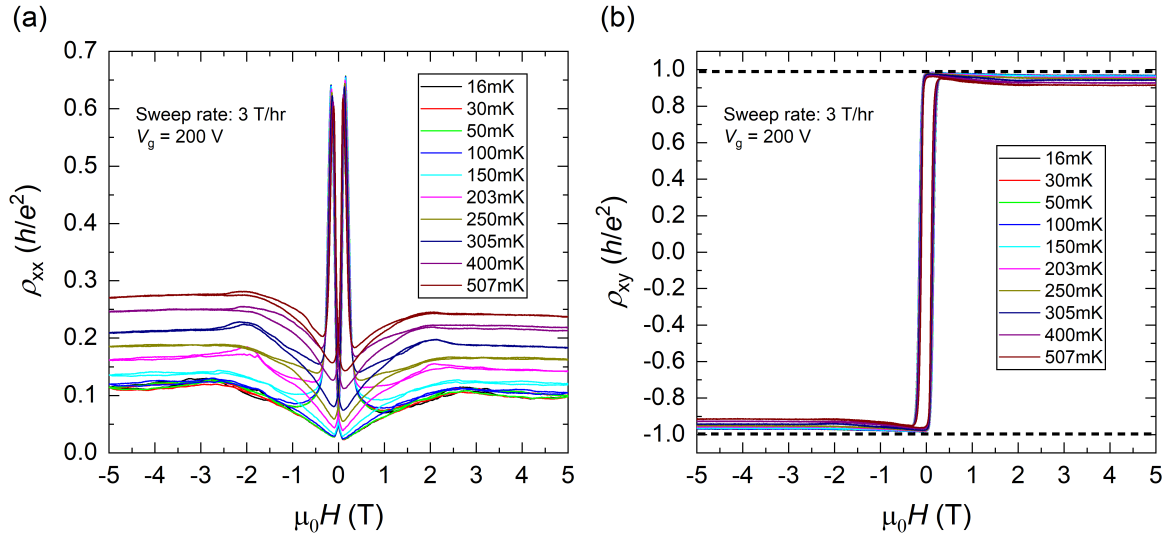 (a)
0.7
0.6
0.5
0.4
0.3
0.2
0.1
0.0
ρxx (h/e²)
Sweep rate: 3 T/hr
Vg = 200 V
16mK
30mK
50mK
100mK
150mK
203mK
250mK
305mK
400mK
507mK
-5 -4 -3 -2 -1 0 1 2 3 4 5
μ0H (T)
(b)
1.0
0.8
0.6
0.4
0.2
0.0
-0.2
-0.4
-0.6
-0.8
-1.0
ρxy (h/e²)
Sweep rate: 3 T/hr
Vg = 200 V
16mK
30mK
50mK
100mK
150mK
203mK
250mK
305mK
400mK
507mK
-5 -4 -3 -2 -1 0 1 2 3 4 5
μ0H (T)